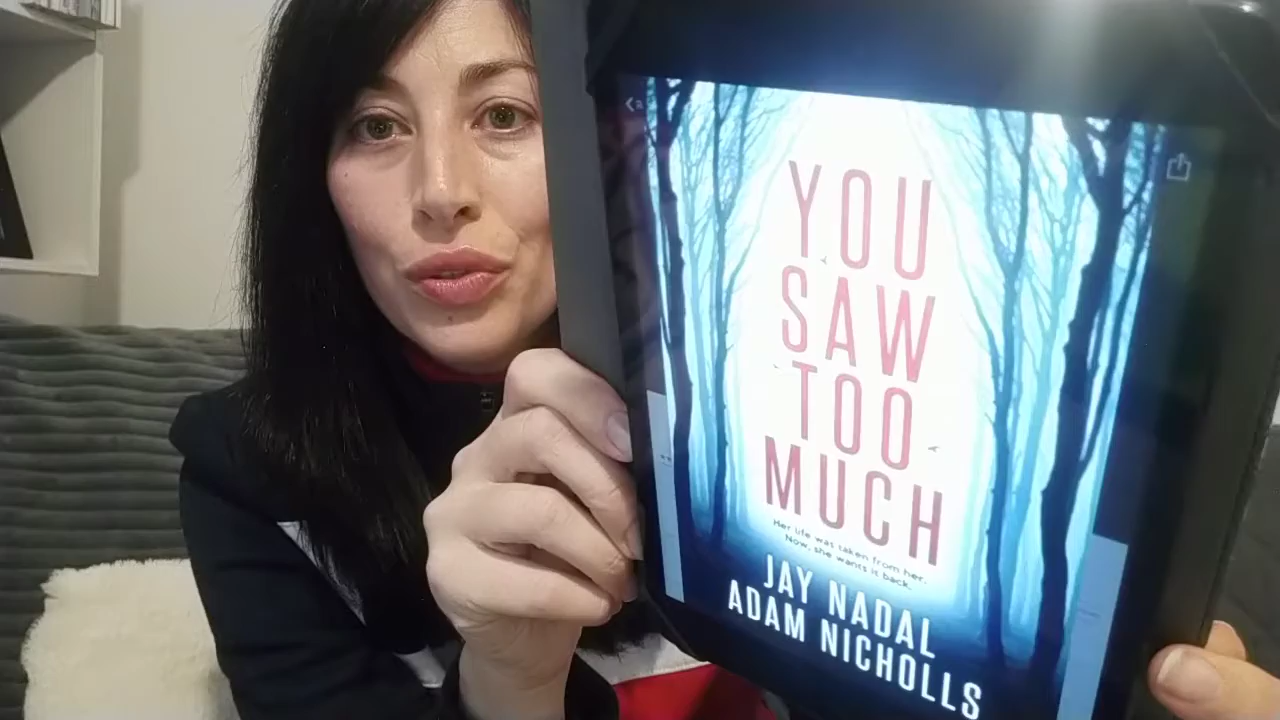 YOU
SAW
TOO
MUCH
Her life was taken from her.
Now, she wants it back.
JAY NADAL
ADAM NICHOLLS